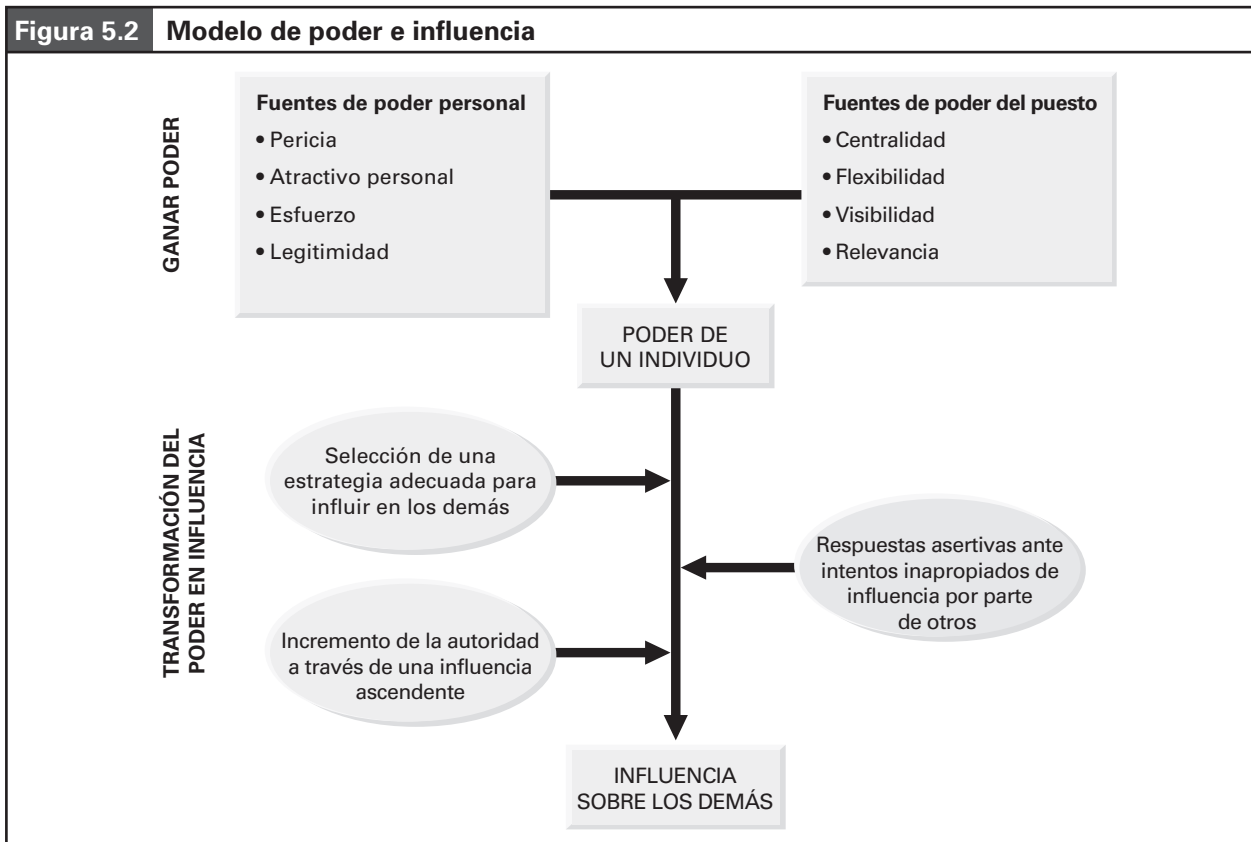 Figura 5.2 Modelo de poder e influencia
GANAR PODER
Fuentes de poder personal
• Pericia
• Atractivo personal
• Esfuerzo
• Legitimidad
Fuentes de poder del puesto
• Centralidad
• Flexibilidad
• Visibilidad
• Relevancia
PODER DE
UN INDIVIDUO
TRANSFORMACIÓN DEL
PODER EN INFLUENCIA
Selección de una
estrategia adecuada para
influir en los demás
Respuestas asertivas ante
intentos inapropiados de
influencia por parte
de otros
Incremento de la autoridad
a través de una influencia
ascendente
INFLUENCIA
SOBRE LOS DEMÁS